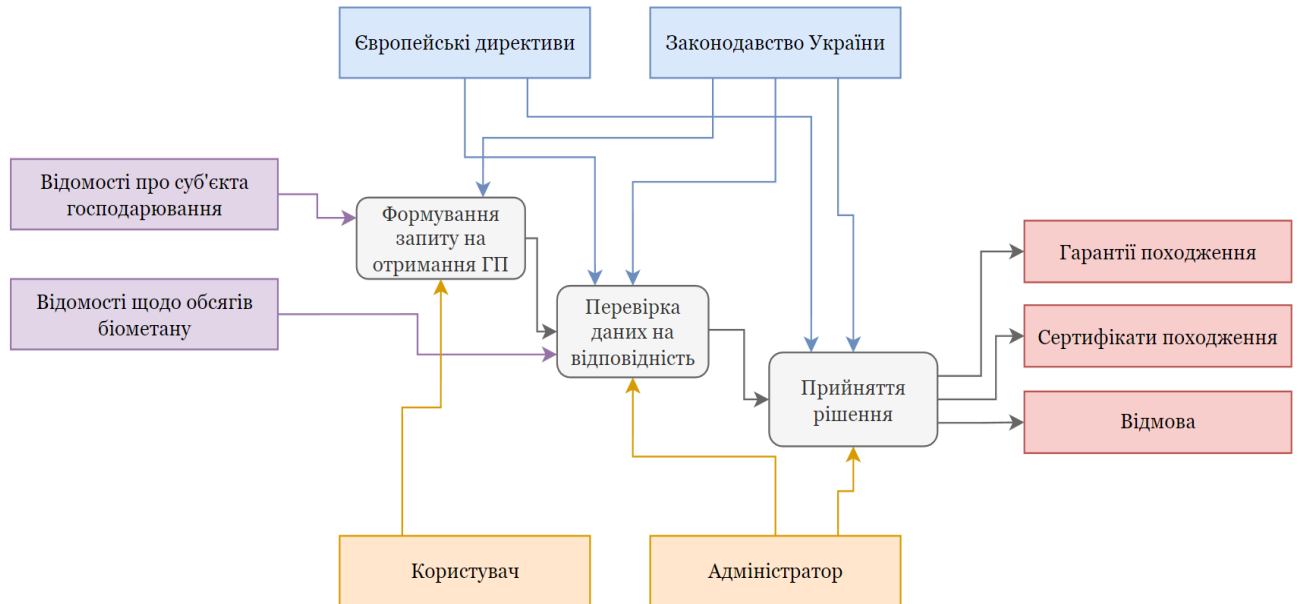 Європейські директиви
Законодавство України
Відомості про суб'єкта
господарювання
Формування
запиту на
отримання ГП
Відомості щодо обсягів
біометану
Перевірка
даних на
відповідність
Прийняття
рішення
Гарантії походження
Сертифікати походження
Відмова
Користувач
Адміністратор